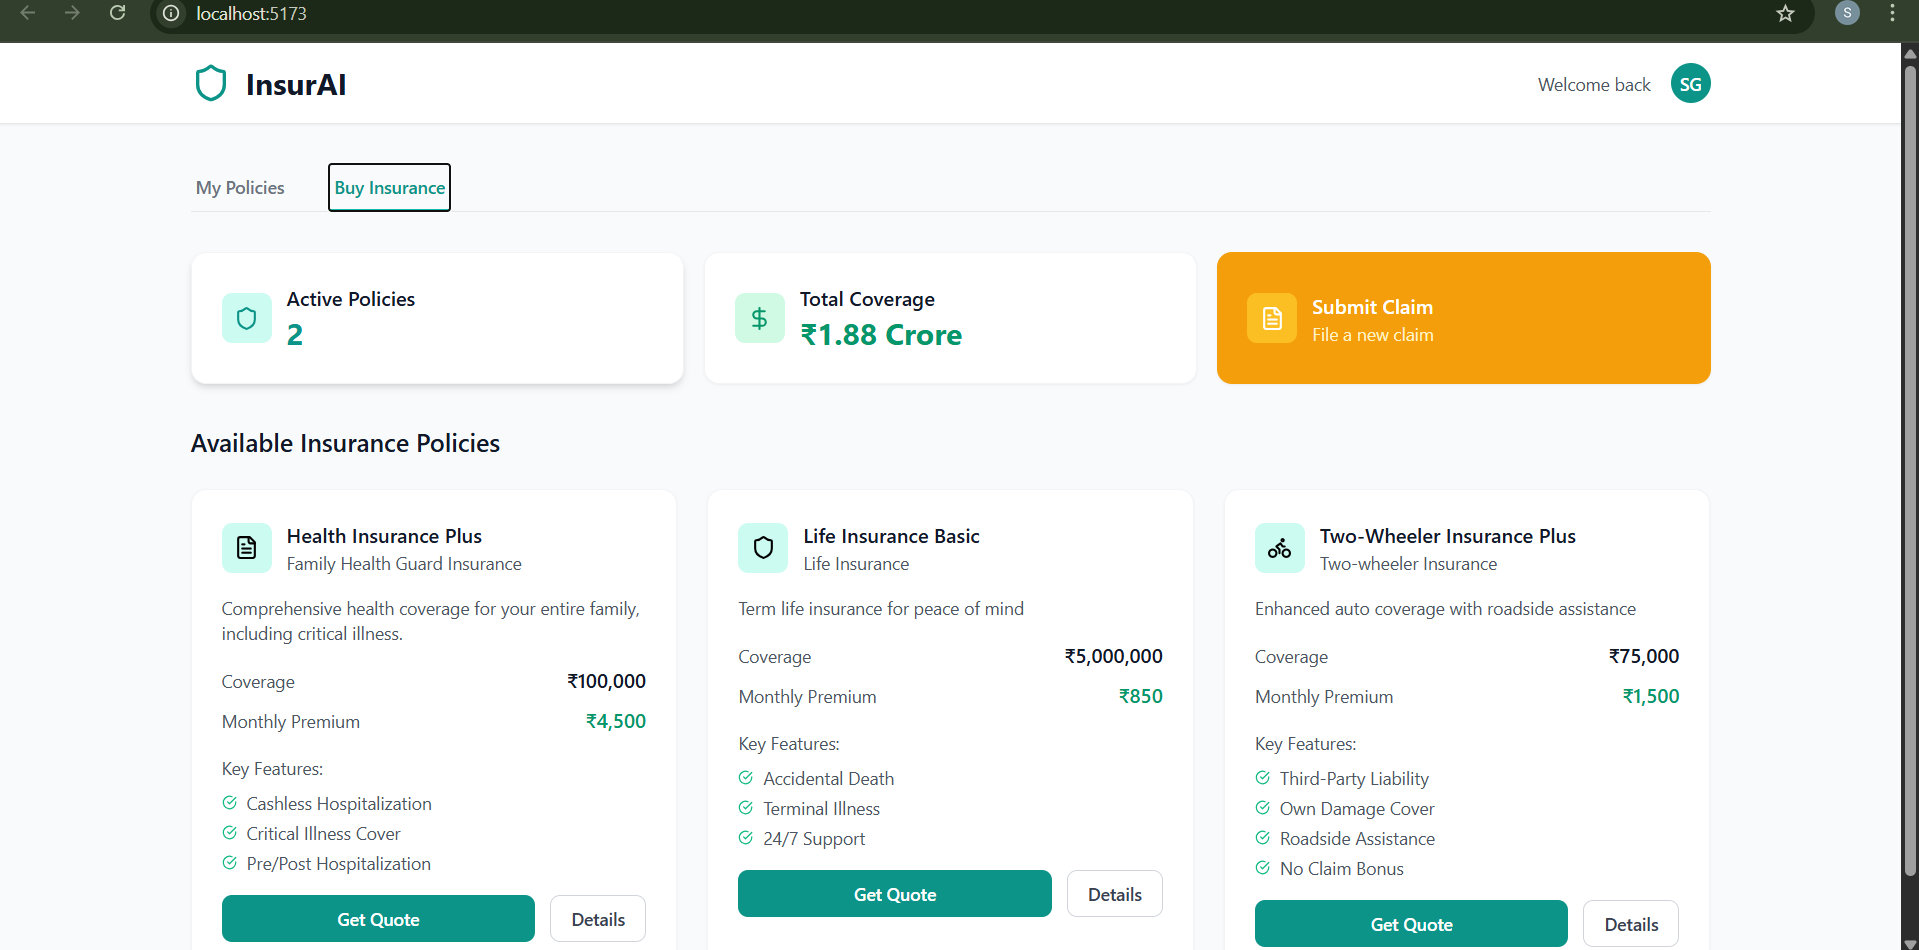 localhost:5173
S
InsurAI
Welcome back
SG
My Policies
Buy Insurance
Active Policies
2
Total Coverage
₹1.88 Crore
Submit Claim
File a new claim
Available Insurance Policies
Health Insurance Plus
Family Health Guard Insurance
Comprehensive health coverage for your entire family,
including critical illness.
Coverage ₹100,000
Monthly Premium ₹4,500
Key Features:
Cashless Hospitalization
Critical Illness Cover
Pre/Post Hospitalization
Get Quote
Details
Life Insurance Basic
Life Insurance
Term life insurance for peace of mind
Coverage ₹5,000,000
Monthly Premium ₹850
Key Features:
Accidental Death
Terminal Illness
24/7 Support
Get Quote
Details
Two-Wheeler Insurance Plus
Two-wheeler Insurance
Enhanced auto coverage with roadside assistance
Coverage ₹75,000
Monthly Premium ₹1,500
Key Features:
Third-Party Liability
Own Damage Cover
Roadside Assistance
No Claim Bonus
Get Quote
Details